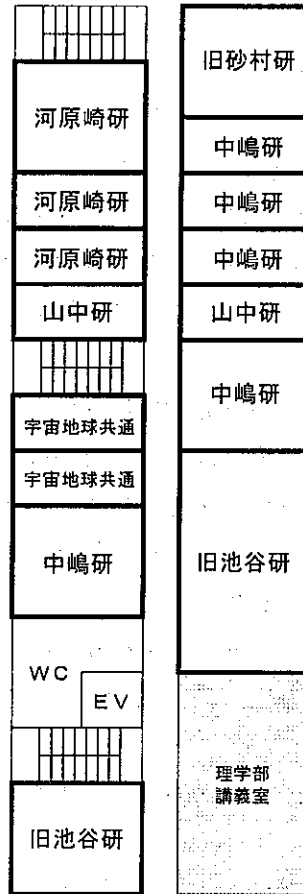 河原崎研
河原崎研
河原崎研
山中研
宇宙地球共通
宇宙地球共通
中嶋研
WC
EV
旧池谷研
旧砂村研
中嶋研
中嶋研
中嶋研
山中研
中嶋研
旧池谷研
理学部
講義室